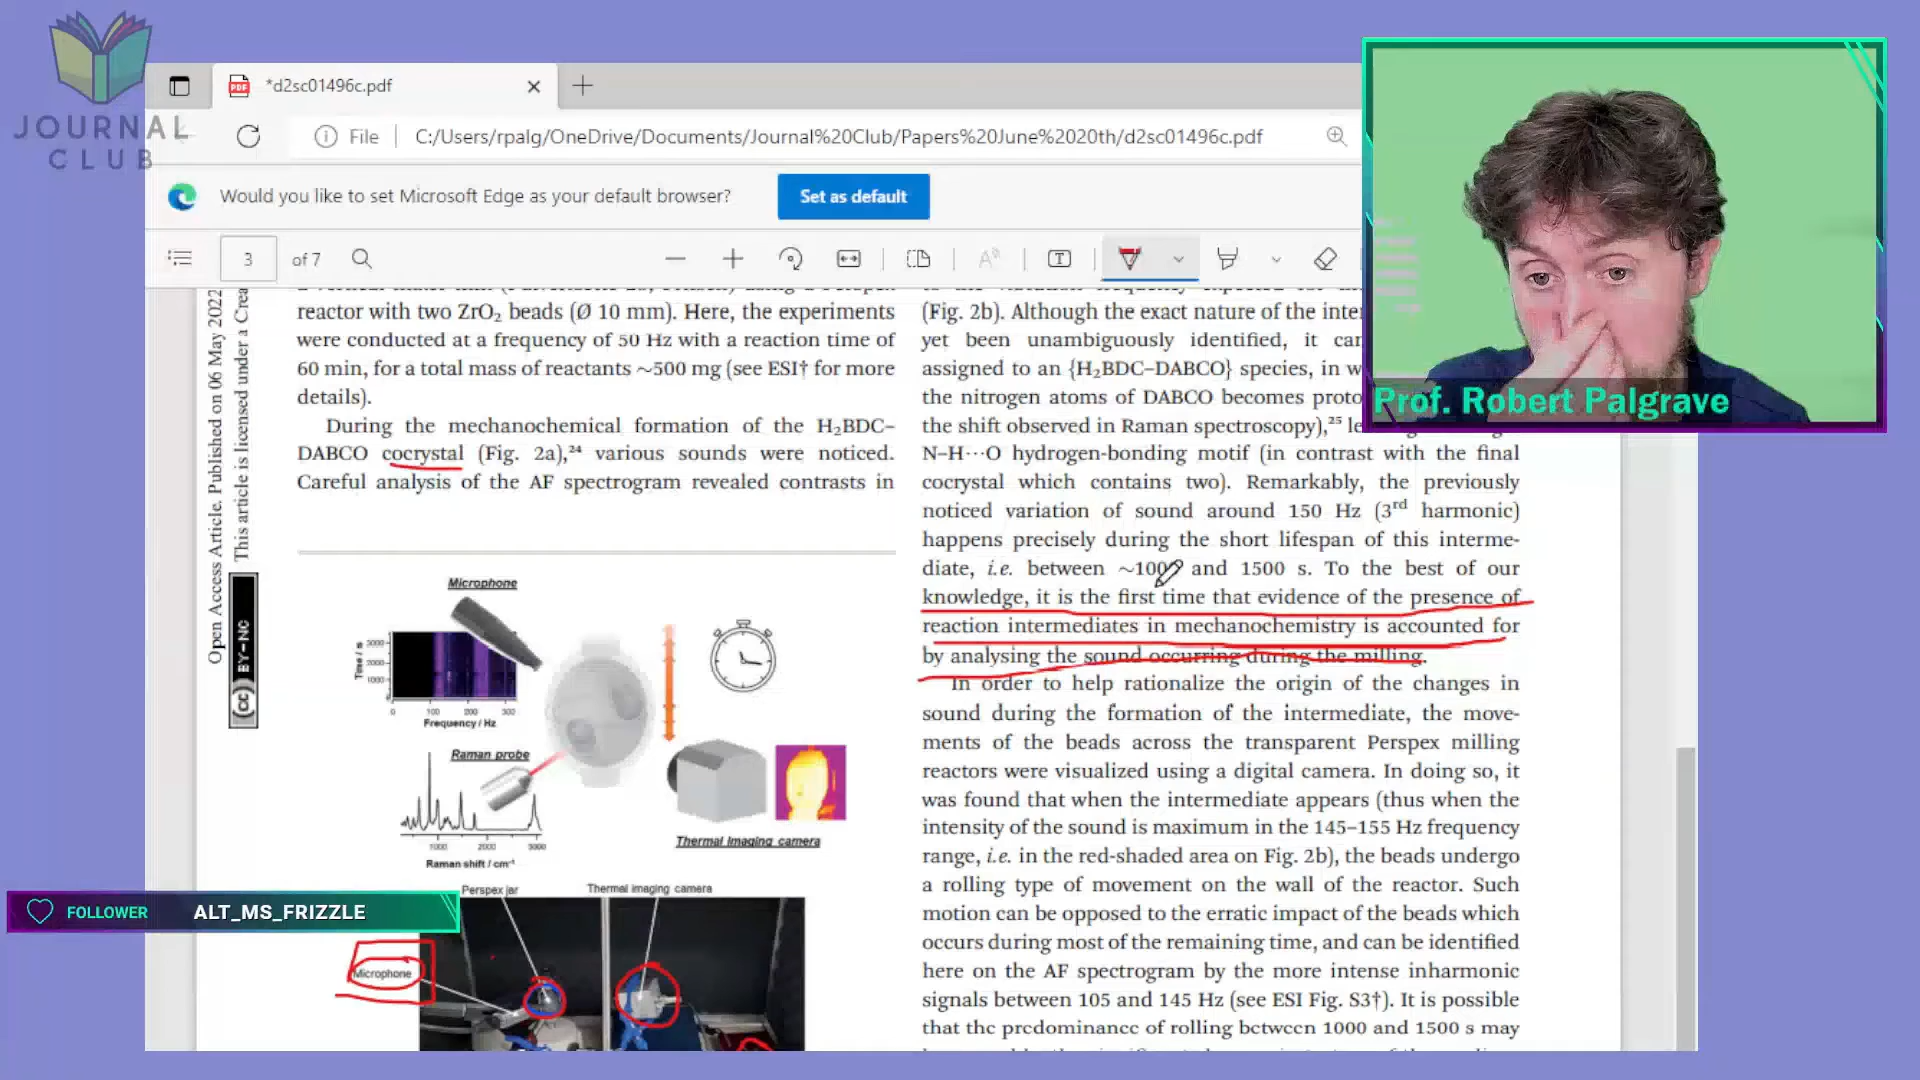 JOURNAL
CLUB
PDF
*d2sc01496c.pdf
File
C:/Users/rpalg/OneDrive/Documents/Journal%20Club/Papers%20June%2020th/d2sc01496c.pdf
Would you like to set Microsoft Edge as your default browser?
Set as default
3 of 7
Open Access Article. Published on 06 May 2022
This article is licensed under a Crea
(cc) BY-NC
reactor with two ZrO₂ beads (Ø 10 mm). Here, the experiments
were conducted at a frequency of 50 Hz with a reaction time of
60 min, for a total mass of reactants ~500 mg (see ESI† for more
details).
During the mechanochemical formation of the H₂BDC–
DABCO cocrystal (Fig. 2a),²⁴ various sounds were noticed.
Careful analysis of the AF spectrogram revealed contrasts in
Microphone
Time / s
3000
2000
1000
0 100 200 300
Frequency / Hz
Raman probe
1000 2000 3000
Raman shift / cm⁻¹
Thermal Imaging camera
Perspex jar
Thermal imaging camera
Microphone
(Fig. 2b). Although the exact nature of the inter
yet been unambiguously identified, it can
assigned to an {H₂BDC–DABCO} species, in w
the nitrogen atoms of DABCO becomes proto
the shift observed in Raman spectroscopy),²⁵ le
N–H···O hydrogen-bonding motif (in contrast with the final
cocrystal which contains two). Remarkably, the previously
noticed variation of sound around 150 Hz (3rd harmonic)
happens precisely during the short lifespan of this interme-
diate, i.e. between ~1000 and 1500 s. To the best of our
knowledge, it is the first time that evidence of the presence of
reaction intermediates in mechanochemistry is accounted for
by analysing the sound occurring during the milling.
In order to help rationalize the origin of the changes in
sound during the formation of the intermediate, the move-
ments of the beads across the transparent Perspex milling
reactors were visualized using a digital camera. In doing so, it
was found that when the intermediate appears (thus when the
intensity of the sound is maximum in the 145–155 Hz frequency
range, i.e. in the red-shaded area on Fig. 2b), the beads undergo
a rolling type of movement on the wall of the reactor. Such
motion can be opposed to the erratic impact of the beads which
occurs during most of the remaining time, and can be identified
here on the AF spectrogram by the more intense inharmonic
signals between 105 and 145 Hz (see ESI Fig. S3†). It is possible
that the predominance of rolling between 1000 and 1500 s may
Prof. Robert Palgrave
FOLLOWER
ALT_MS_FRIZZLE